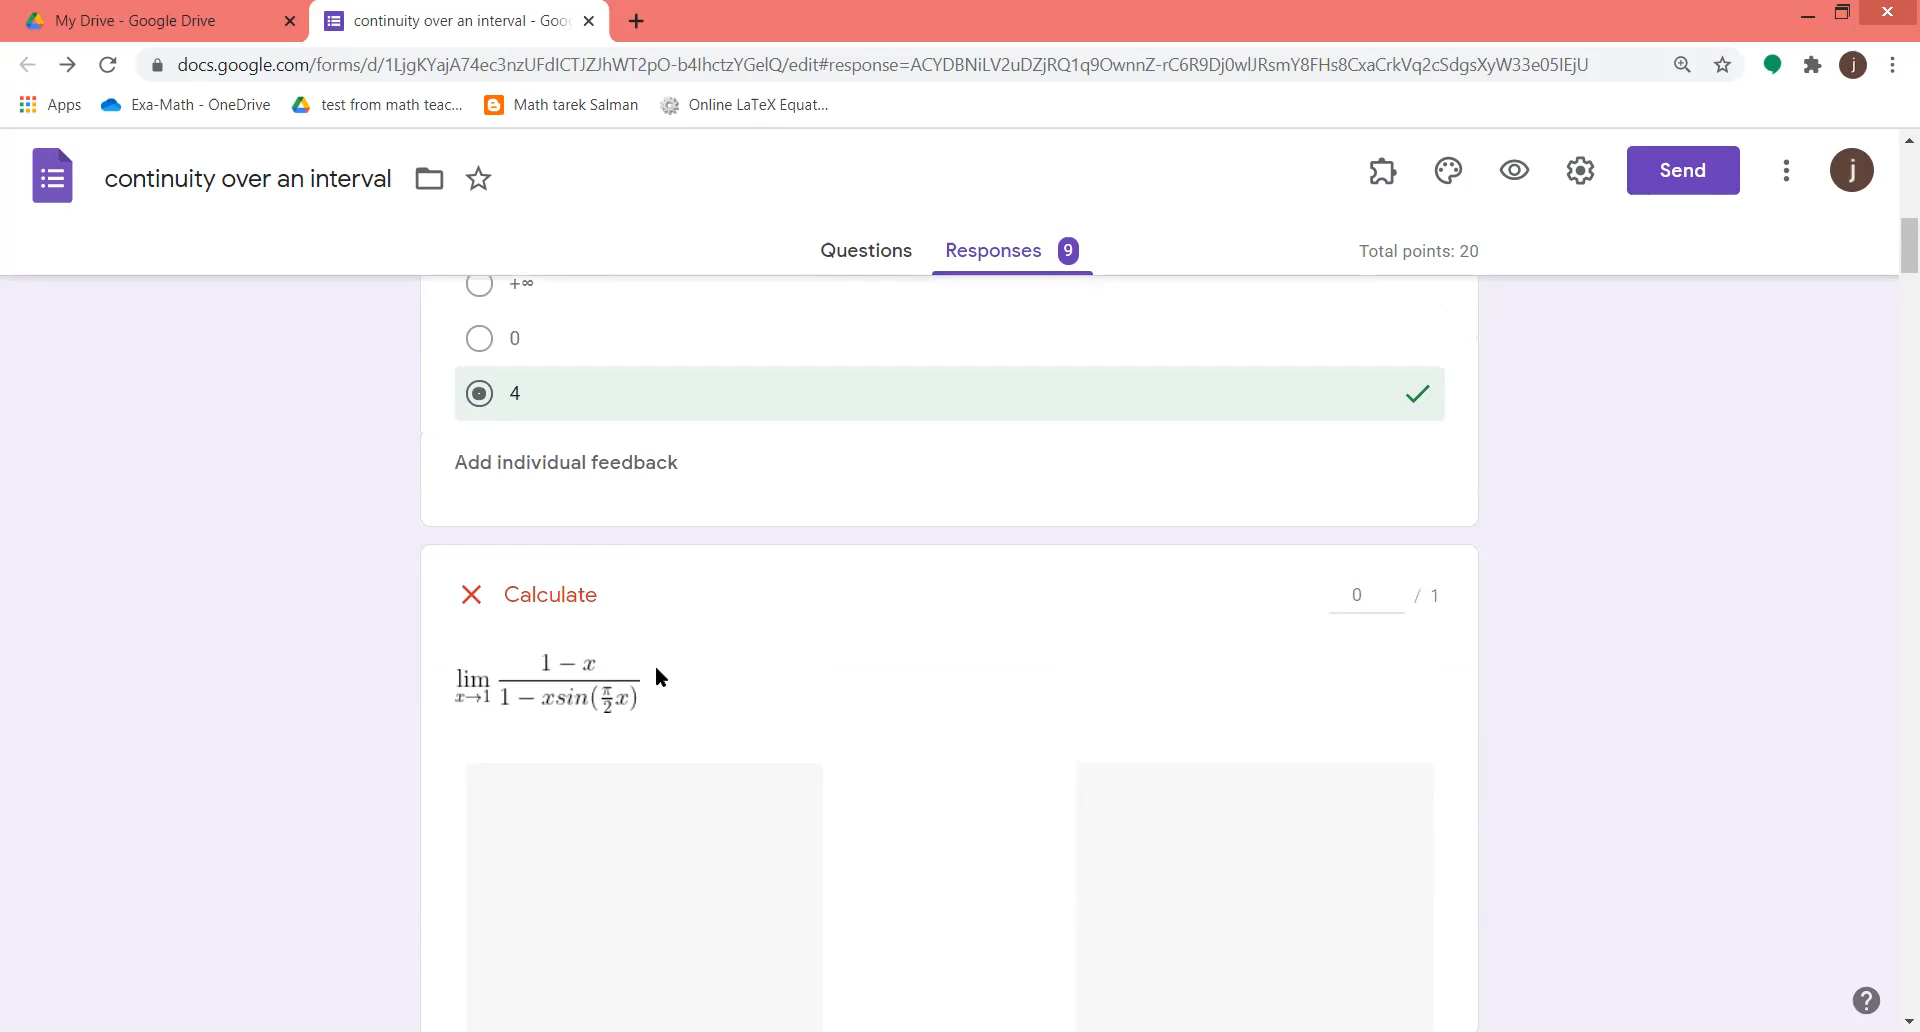 My Drive - Google Drive
continuity over an interval - Goo
docs.google.com/forms/d/1LjgKYajA74ec3nzUFdICTJZJhWT2pO-b4IhctzYGelQ/edit#response=ACYDBNiLV2uDZjRQ1q9OwnnZ-rC6R9Dj0wlJRsmY8FHs8CxaCrkVq2cSdgsXyW33e05IEjU
j
Apps
Exa-Math - OneDrive
test from math teac...
Math tarek Salman
Online LaTeX Equat...
continuity over an interval
Send
j
Questions
Responses
9
Total points: 20
+∞
0
4
Add individual feedback
Calculate
0 / 1
lim x→1 (1 − x)/(1 − xsin(π/2 x))